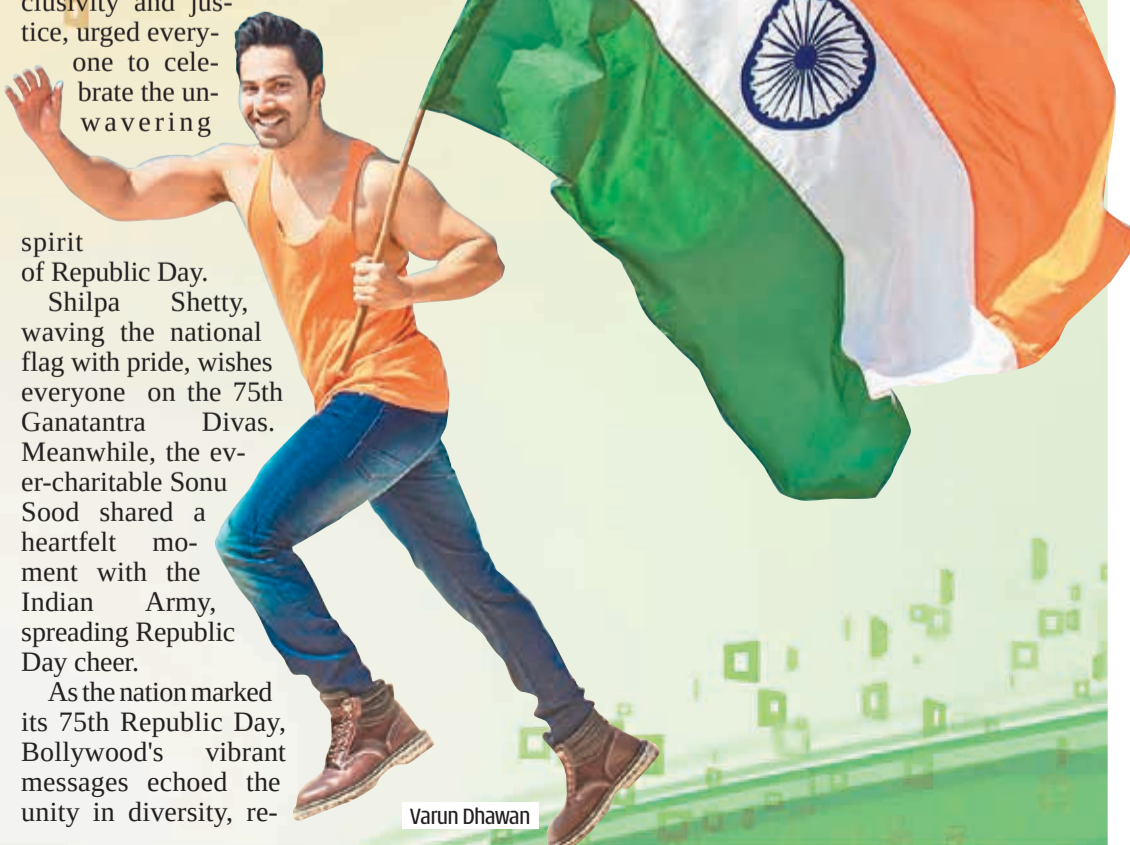 clusivity and jus-
tice, urged every-
one to cele-
brate the un-
wavering
spirit
of Republic Day.
Shilpa Shetty,
waving the national
flag with pride, wishes
everyone on the 75th
Ganatantra Divas.
Meanwhile, the ev-
er-charitable Sonu
Sood shared a
heartfelt mo-
ment with the
Indian Army,
spreading Republic
Day cheer.
As the nation marked
its 75th Republic Day,
Bollywood's vibrant
messages echoed the
unity in diversity, re-
Varun Dhawan